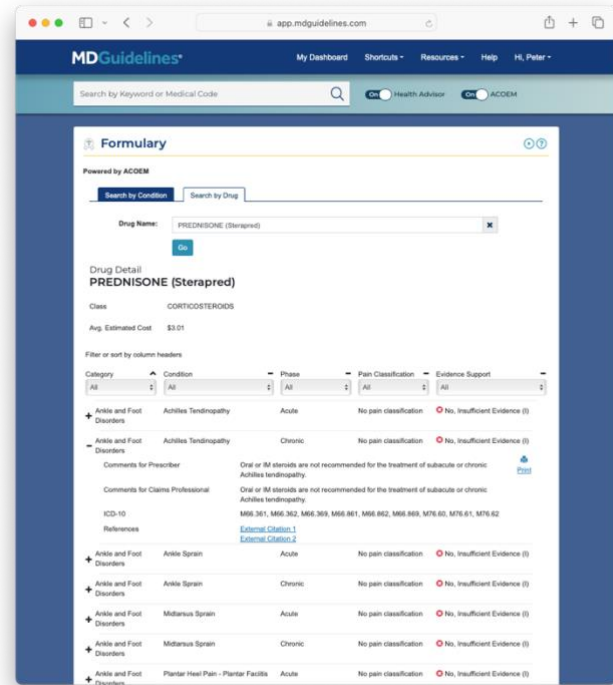 app.mdguidelines.com
MDGuidelines®
My Dashboard
Shortcuts
Resources
Help
Hi, Peter
Search by Keyword or Medical Code
On
Health Advisor
On
ACOEM
Formulary
Powered by ACOEM
Search by Condition
Search by Drug
Drug Name:
PREDNISONE (Sterapred)
Go
Drug Detail
PREDNISONE (Sterapred)
Class CORTICOSTEROIDS
Avg. Estimated Cost $3.01
Filter or sort by column headers
Category Condition Phase Pain Classification Evidence Support
All All All All All
Ankle and Foot Disorders Achilles Tendinopathy Acute No pain classification No, Insufficient Evidence (I)
Ankle and Foot Disorders Achilles Tendinopathy Chronic No pain classification No, Insufficient Evidence (I)
Comments for Prescriber Oral or IM steroids are not recommended for the treatment of subacute or chronic
Achilles tendinopathy.
Print
Comments for Claims Professional Oral or IM steroids are not recommended for the treatment of subacute or chronic
Achilles tendinopathy.
ICD-10 M66.361, M66.362, M66.369, M66.861, M66.862, M66.869, M76.60, M76.61, M76.62
References External Citation 1
External Citation 2
Ankle and Foot Disorders Ankle Sprain Acute No pain classification No, Insufficient Evidence (I)
Ankle and Foot Disorders Ankle Sprain Chronic No pain classification No, Insufficient Evidence (I)
Ankle and Foot Disorders Midtarsus Sprain Acute No pain classification No, Insufficient Evidence (I)
Ankle and Foot Disorders Midtarsus Sprain Chronic No pain classification No, Insufficient Evidence (I)
Ankle and Foot Disorders Plantar Heel Pain - Plantar Fasciitis Acute No pain classification No, Insufficient Evidence (I)